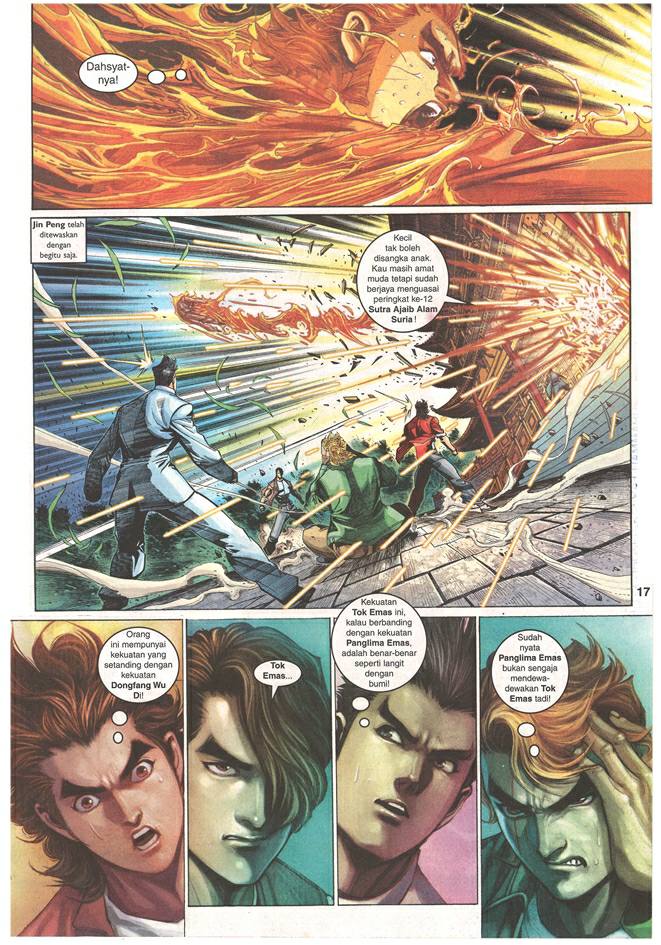 Dahsyat-
nya!
Jin Peng telah
ditewaskan
dengan
begitu saja.
Kecil
tak boleh
disangka anak.
Kau masih amat
muda tetapi sudah
berjaya menguasai
peringkat ke-12
Sutra Ajaib Alam
Suria !
17
Orang
ini mempunyai
kekuatan yang
setanding dengan
kekuatan
Dongfang Wu
Di!
Tok
Emas...
Kekuatan
Tok Emas ini,
kalau berbanding
dengan kekuatan
Panglima Emas,
adalah benar-benar
seperti langit
dengan
bumi!
Sudah
nyata
Panglima Emas
bukan sengaja
mendewa-
dewakan Tok
Emas tadi!